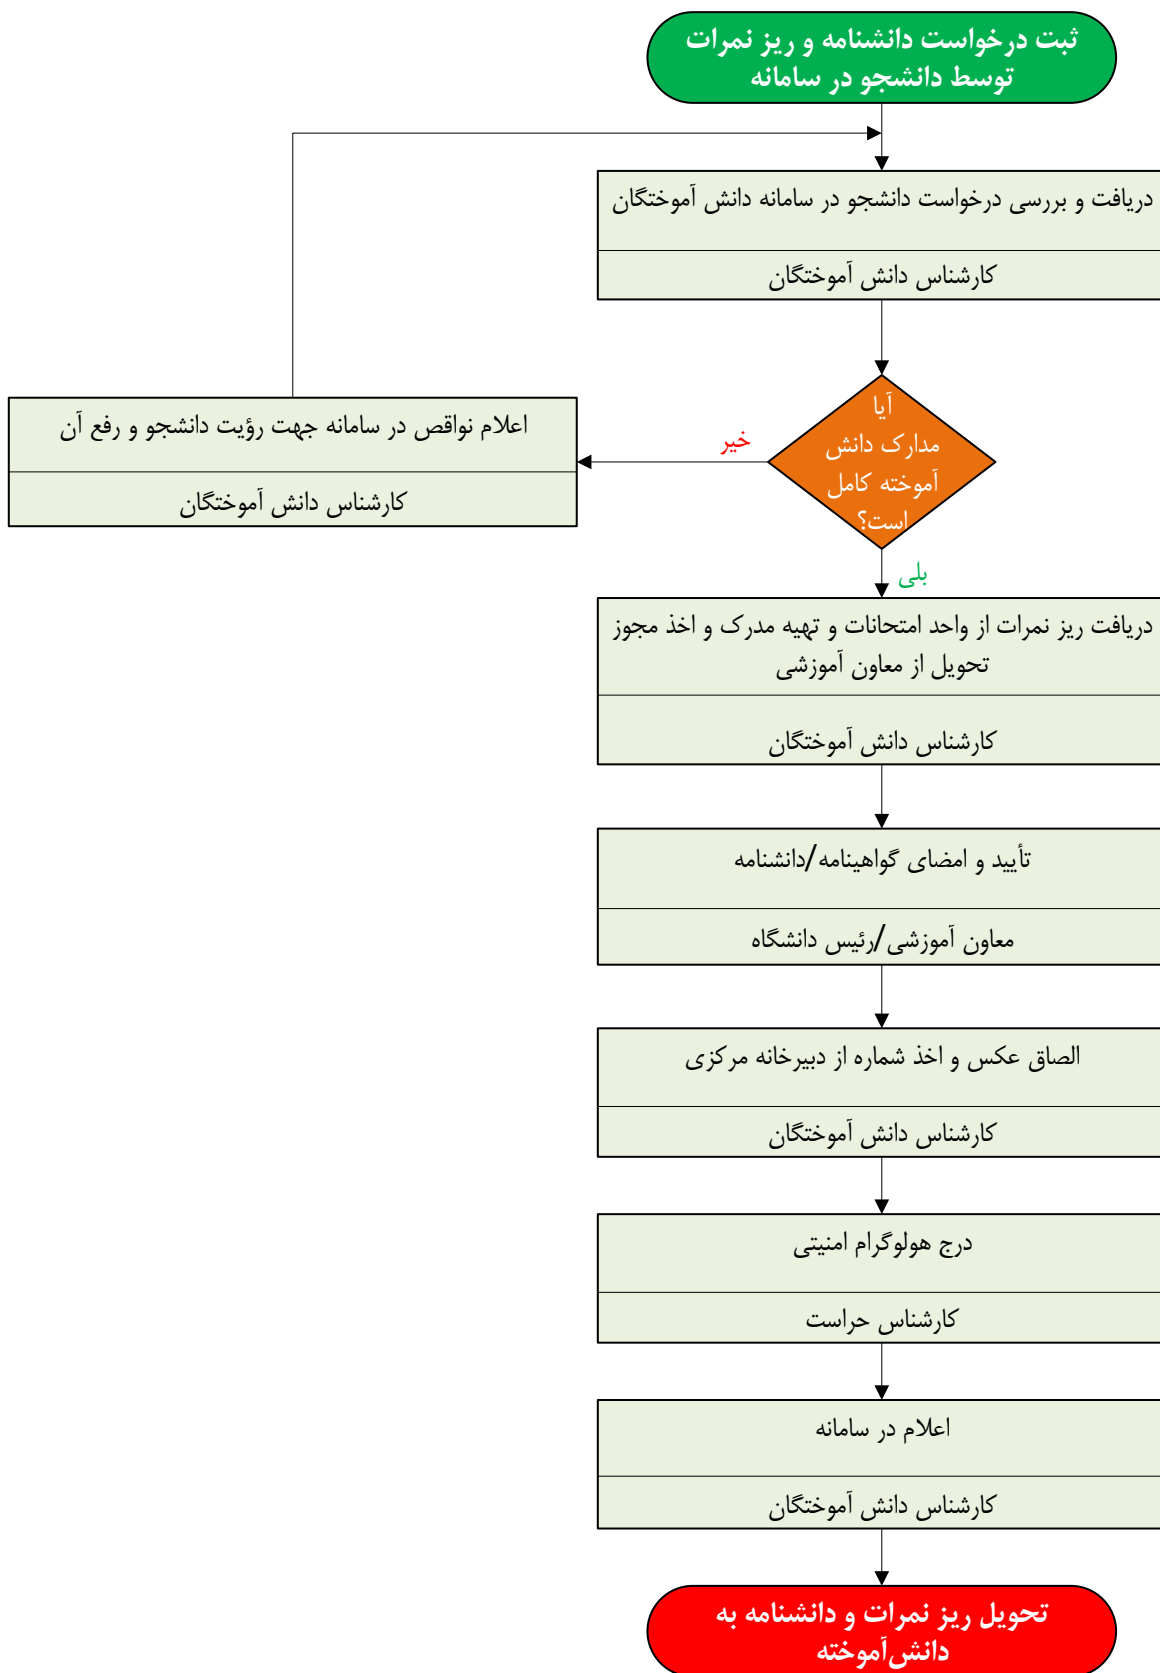 ثبت درخواست دانشنامه و ریز نمرات
توسط دانشجو در سامانه
دریافت و بررسی درخواست دانشجو در سامانه دانش آموختگان
کارشناس دانش آموختگان
آیا
مدارک دانش
آموخته کامل
است؟
خیر
اعلام نواقص در سامانه جهت رؤیت دانشجو و رفع آن
کارشناس دانش آموختگان
بلی
دریافت ریز نمرات از واحد امتحانات و تهیه مدرک و اخذ مجوز
تحویل از معاون آموزشی
کارشناس دانش آموختگان
تأیید و امضای گواهینامه/دانشنامه
معاون آموزشی/رئیس دانشگاه
الصاق عکس و اخذ شماره از دبیرخانه مرکزی
کارشناس دانش آموختگان
درج هولوگرام امنیتی
کارشناس حراست
اعلام در سامانه
کارشناس دانش آموختگان
تحویل ریز نمرات و دانشنامه به
دانش‌آموخته